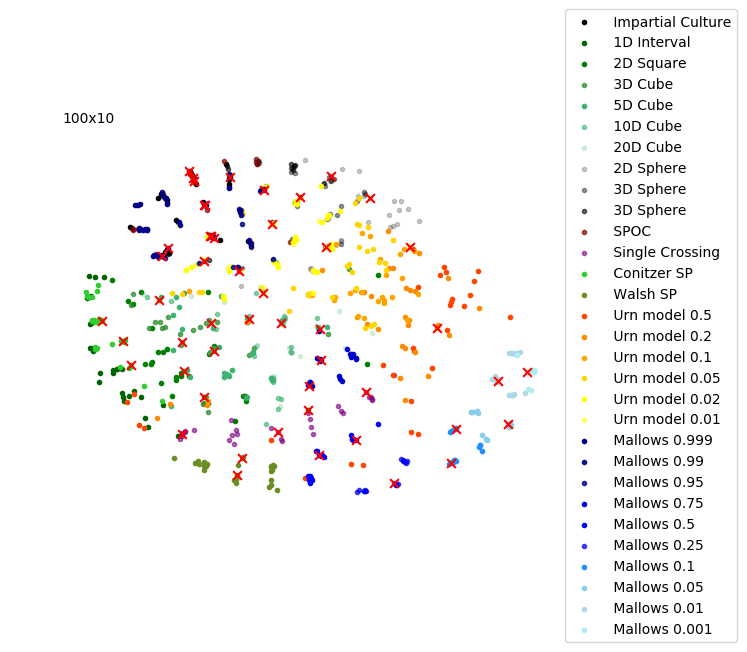 100x10
Impartial Culture
1D Interval
2D Square
3D Cube
5D Cube
10D Cube
20D Cube
2D Sphere
3D Sphere
3D Sphere
SPOC
Single Crossing
Conitzer SP
Walsh SP
Urn model 0.5
Urn model 0.2
Urn model 0.1
Urn model 0.05
Urn model 0.02
Urn model 0.01
Mallows 0.999
Mallows 0.99
Mallows 0.95
Mallows 0.75
Mallows 0.5
Mallows 0.25
Mallows 0.1
Mallows 0.05
Mallows 0.01
Mallows 0.001